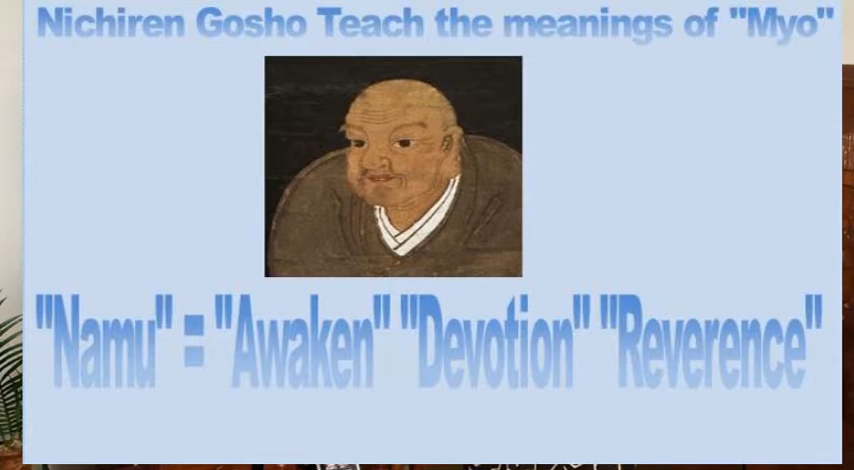 Nichiren Gosho Teach the meanings of "Myo"
"Namu" = "Awaken" "Devotion" "Reverence"